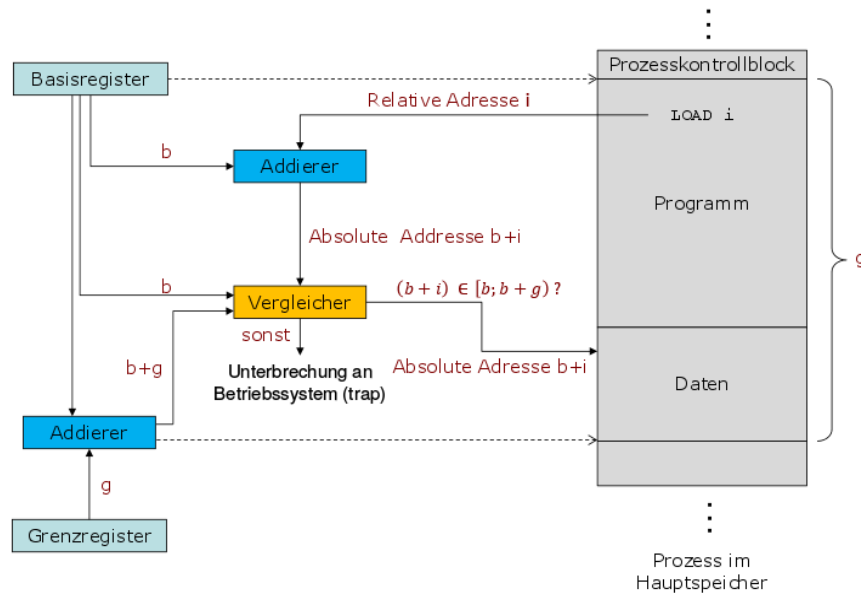 Prozesskontrollblock
Basisregister
Relative Adresse i
LOAD i
b
Addierer
Programm
Absolute Addresse b+i
g
b
Vergleicher
(b + i) ∈ [b; b + g) ?
sonst
b+g
Unterbrechung an
Betriebssystem (trap)
Absolute Adresse b+i
Daten
Addierer
g
Grenzregister
Prozess im
Hauptspeicher